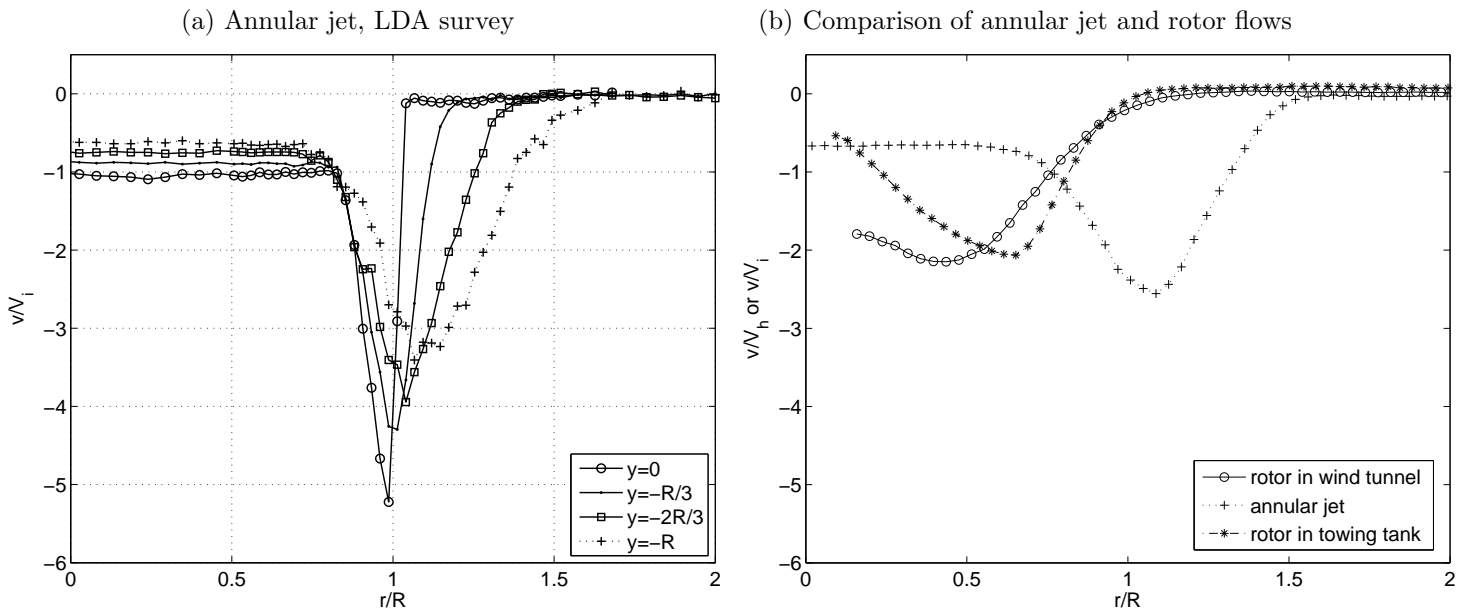 (a) Annular jet, LDA survey
0
−1
−2
−3
−4
−5
−6
v/V_i
0
0.5
1
1.5
2
r/R
y=0
y=−R/3
y=−2R/3
y=−R
(b) Comparison of annular jet and rotor flows
0
−1
−2
−3
−4
−5
−6
v/V_h or v/V_i
0
0.5
1
1.5
2
r/R
rotor in wind tunnel
annular jet
rotor in towing tank